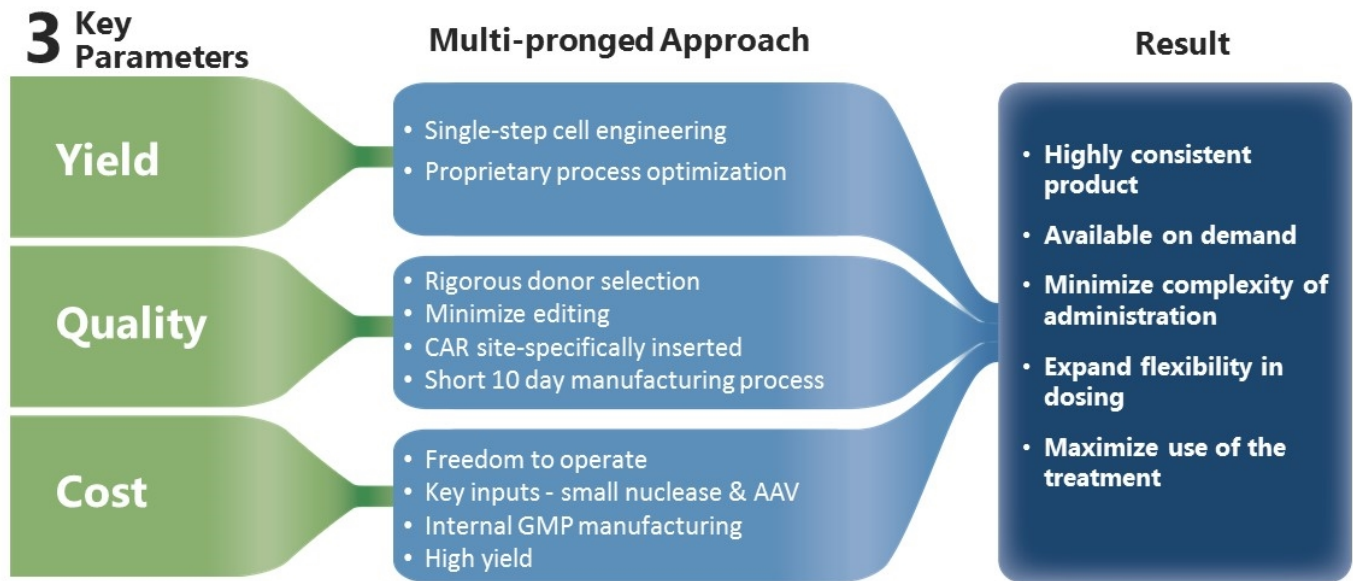 3 Key
Parameters
Multi-pronged Approach
Result
Yield
• Single-step cell engineering
• Proprietary process optimization
Quality
• Rigorous donor selection
• Minimize editing
• CAR site-specifically inserted
• Short 10 day manufacturing process
Cost
• Freedom to operate
• Key inputs - small nuclease & AAV
• Internal GMP manufacturing
• High yield
• Highly consistent
product
• Available on demand
• Minimize complexity of
administration
• Expand flexibility in
dosing
• Maximize use of the
treatment